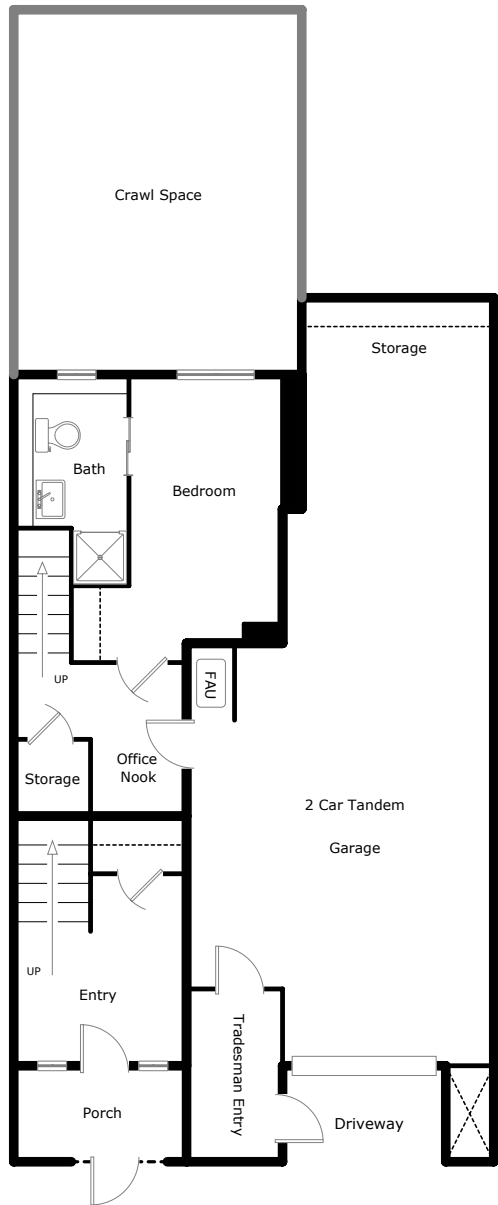 Crawl Space
Storage
Bath
Bedroom
UP
FAU
Office
Nook
Storage
2 Car Tandem
Garage
UP
Entry
Tradesman Entry
Porch
Driveway